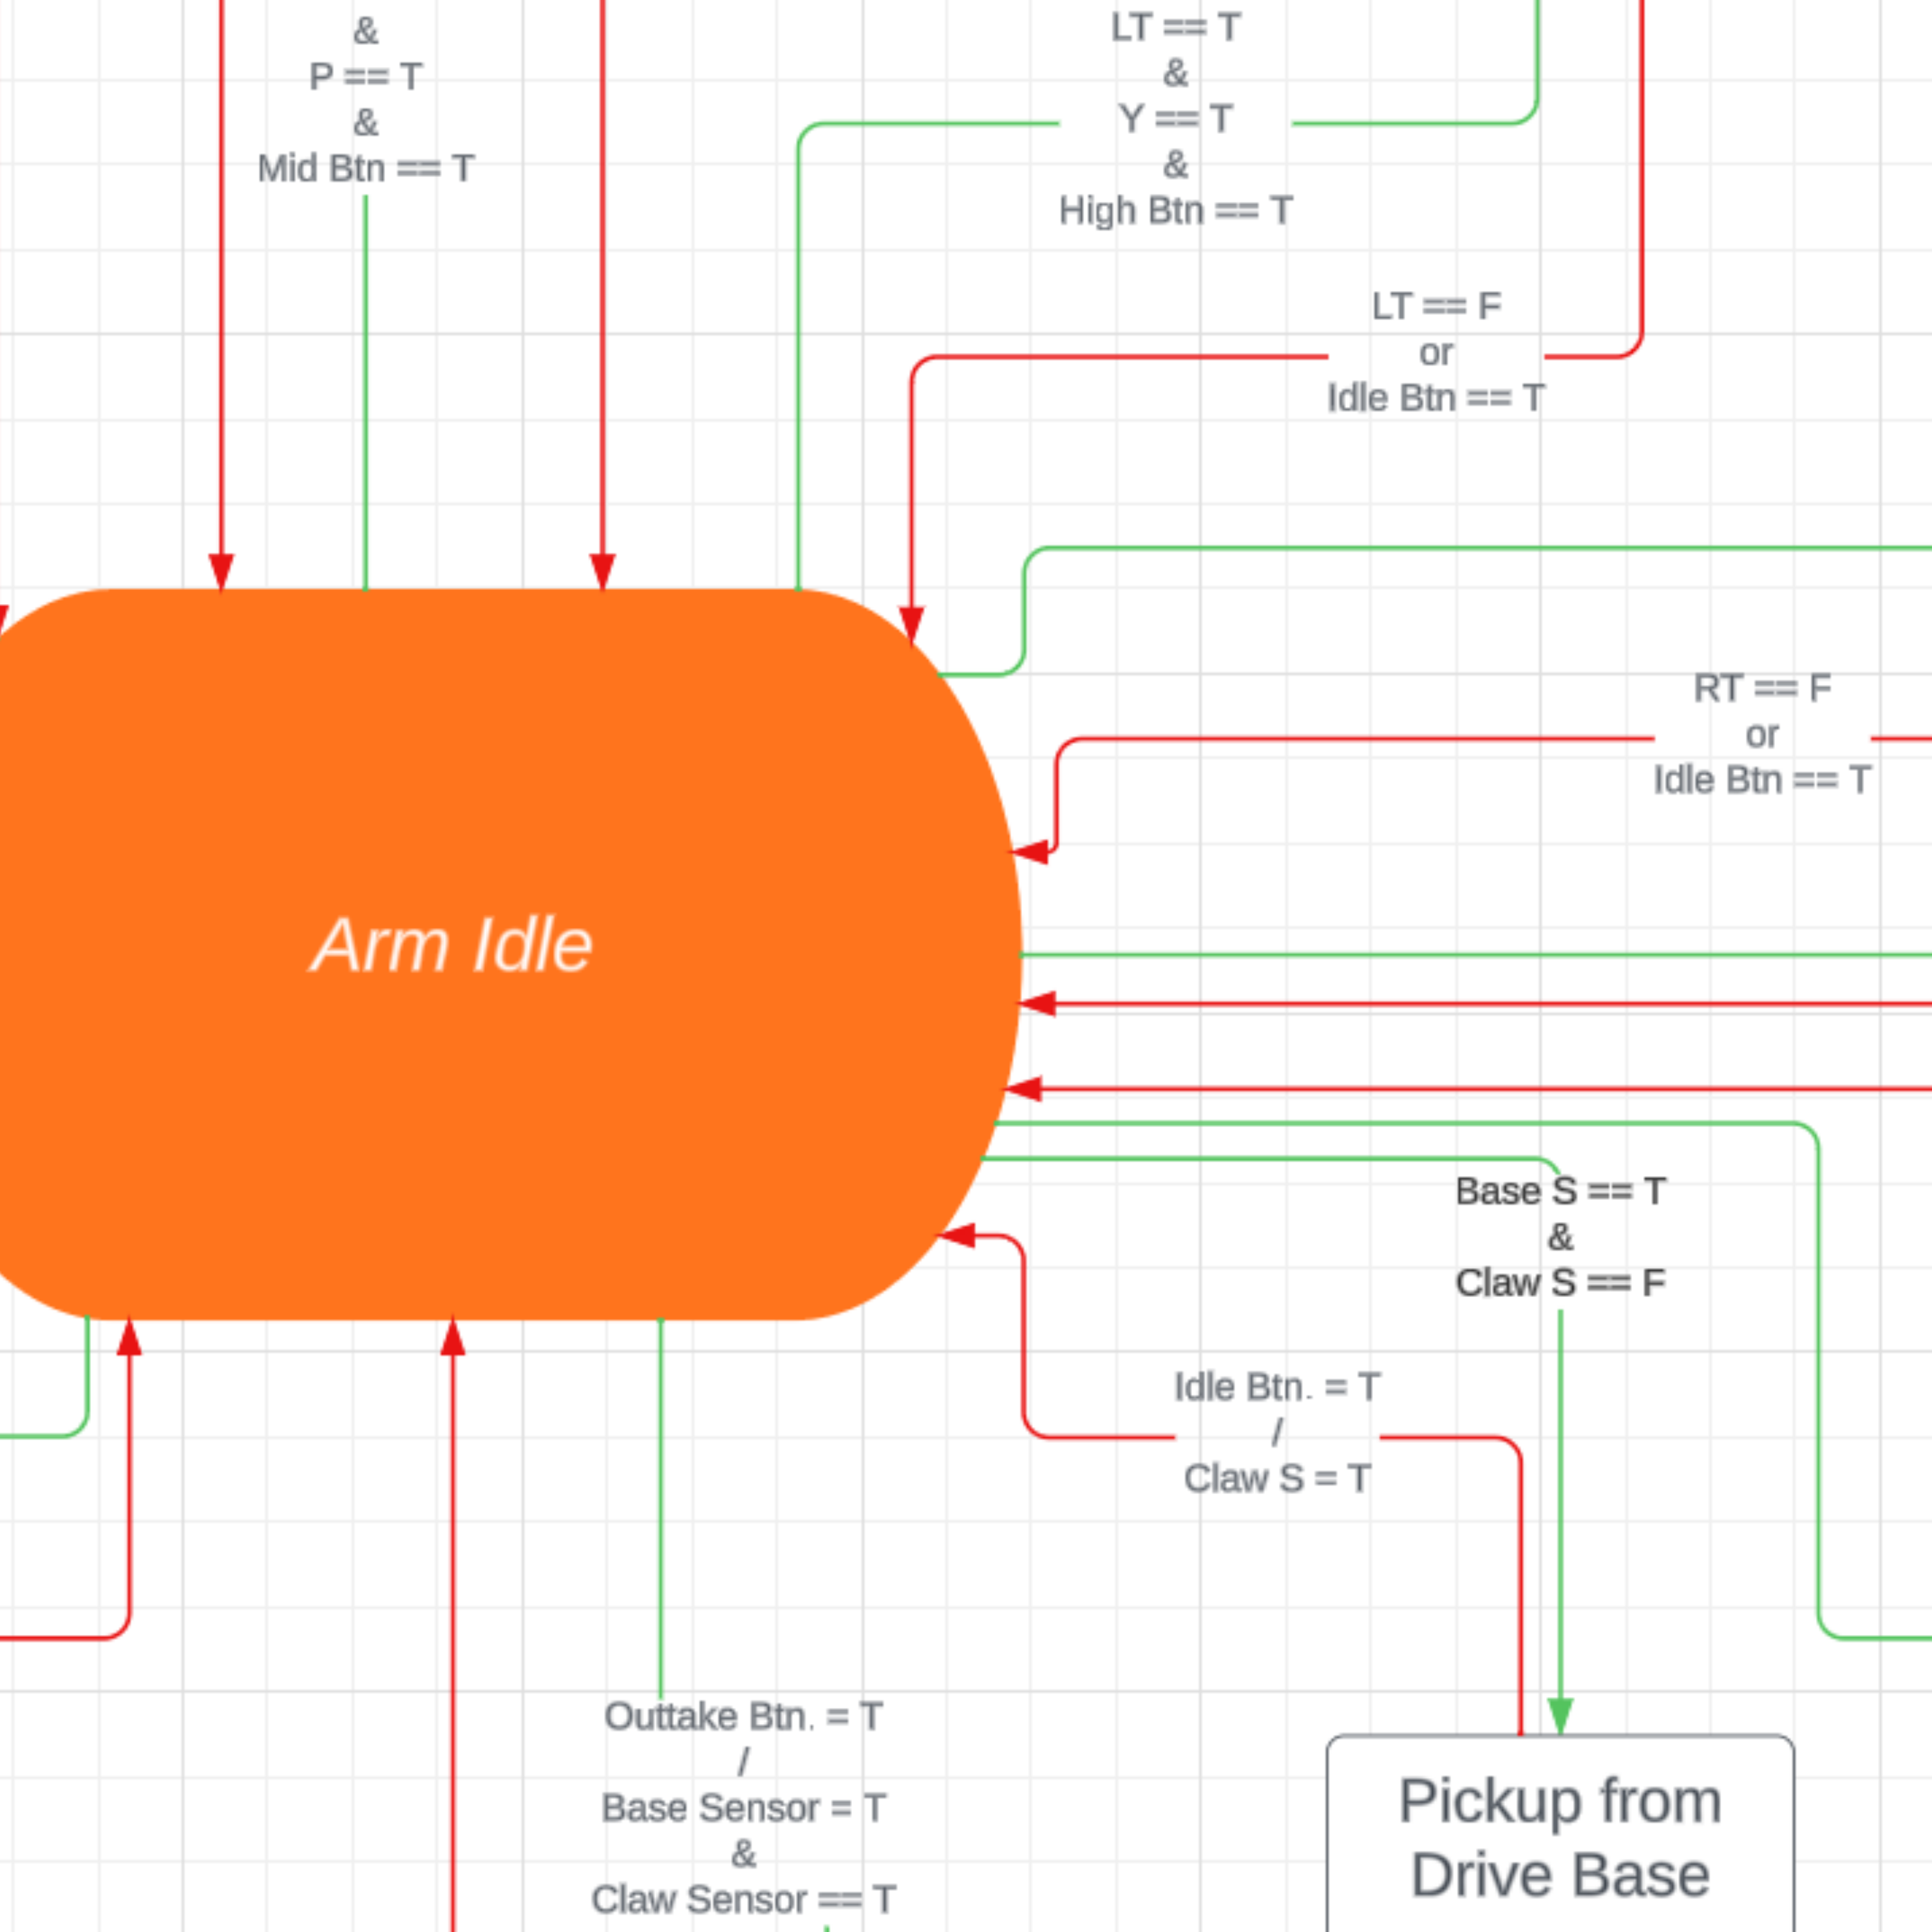 &
P == T
&
Mid Btn == T
LT == T
&
Y == T
&
High Btn == T
LT == F
or
Idle Btn == T
RT == F
or
Idle Btn == T
Arm Idle
Base S == T
&
Claw S == F
Idle Btn. = T
/
Claw S = T
Outtake Btn. = T
/
Base Sensor = T
&
Claw Sensor == T
Pickup from
Drive Base